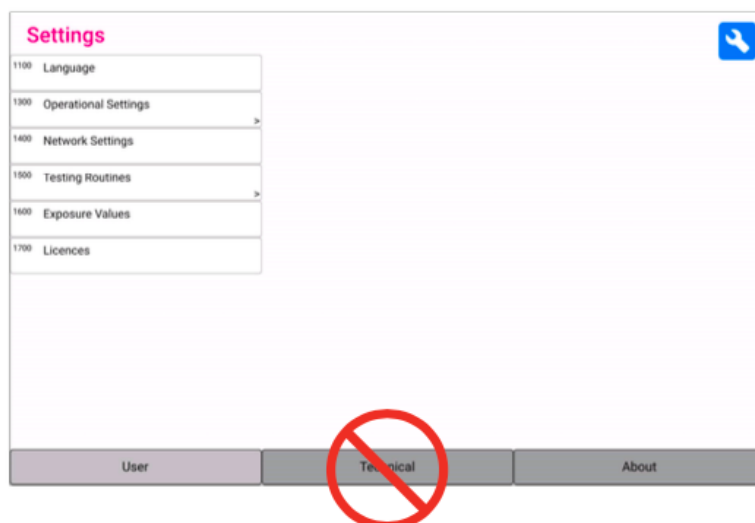 Settings
1100 Language
1300 Operational Settings
>
1400 Network Settings
1500 Testing Routines
>
1600 Exposure Values
1700 Licences
User Technical About